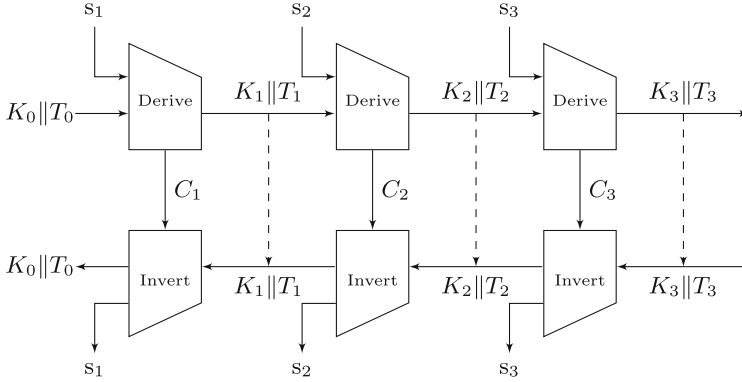 s₁ s₂ s₃
K₀‖T₀ Derive K₁‖T₁ Derive K₂‖T₂ Derive K₃‖T₃
C₁ C₂ C₃
K₀‖T₀ Invert K₁‖T₁ Invert K₂‖T₂ Invert K₃‖T₃
s₁ s₂ s₃